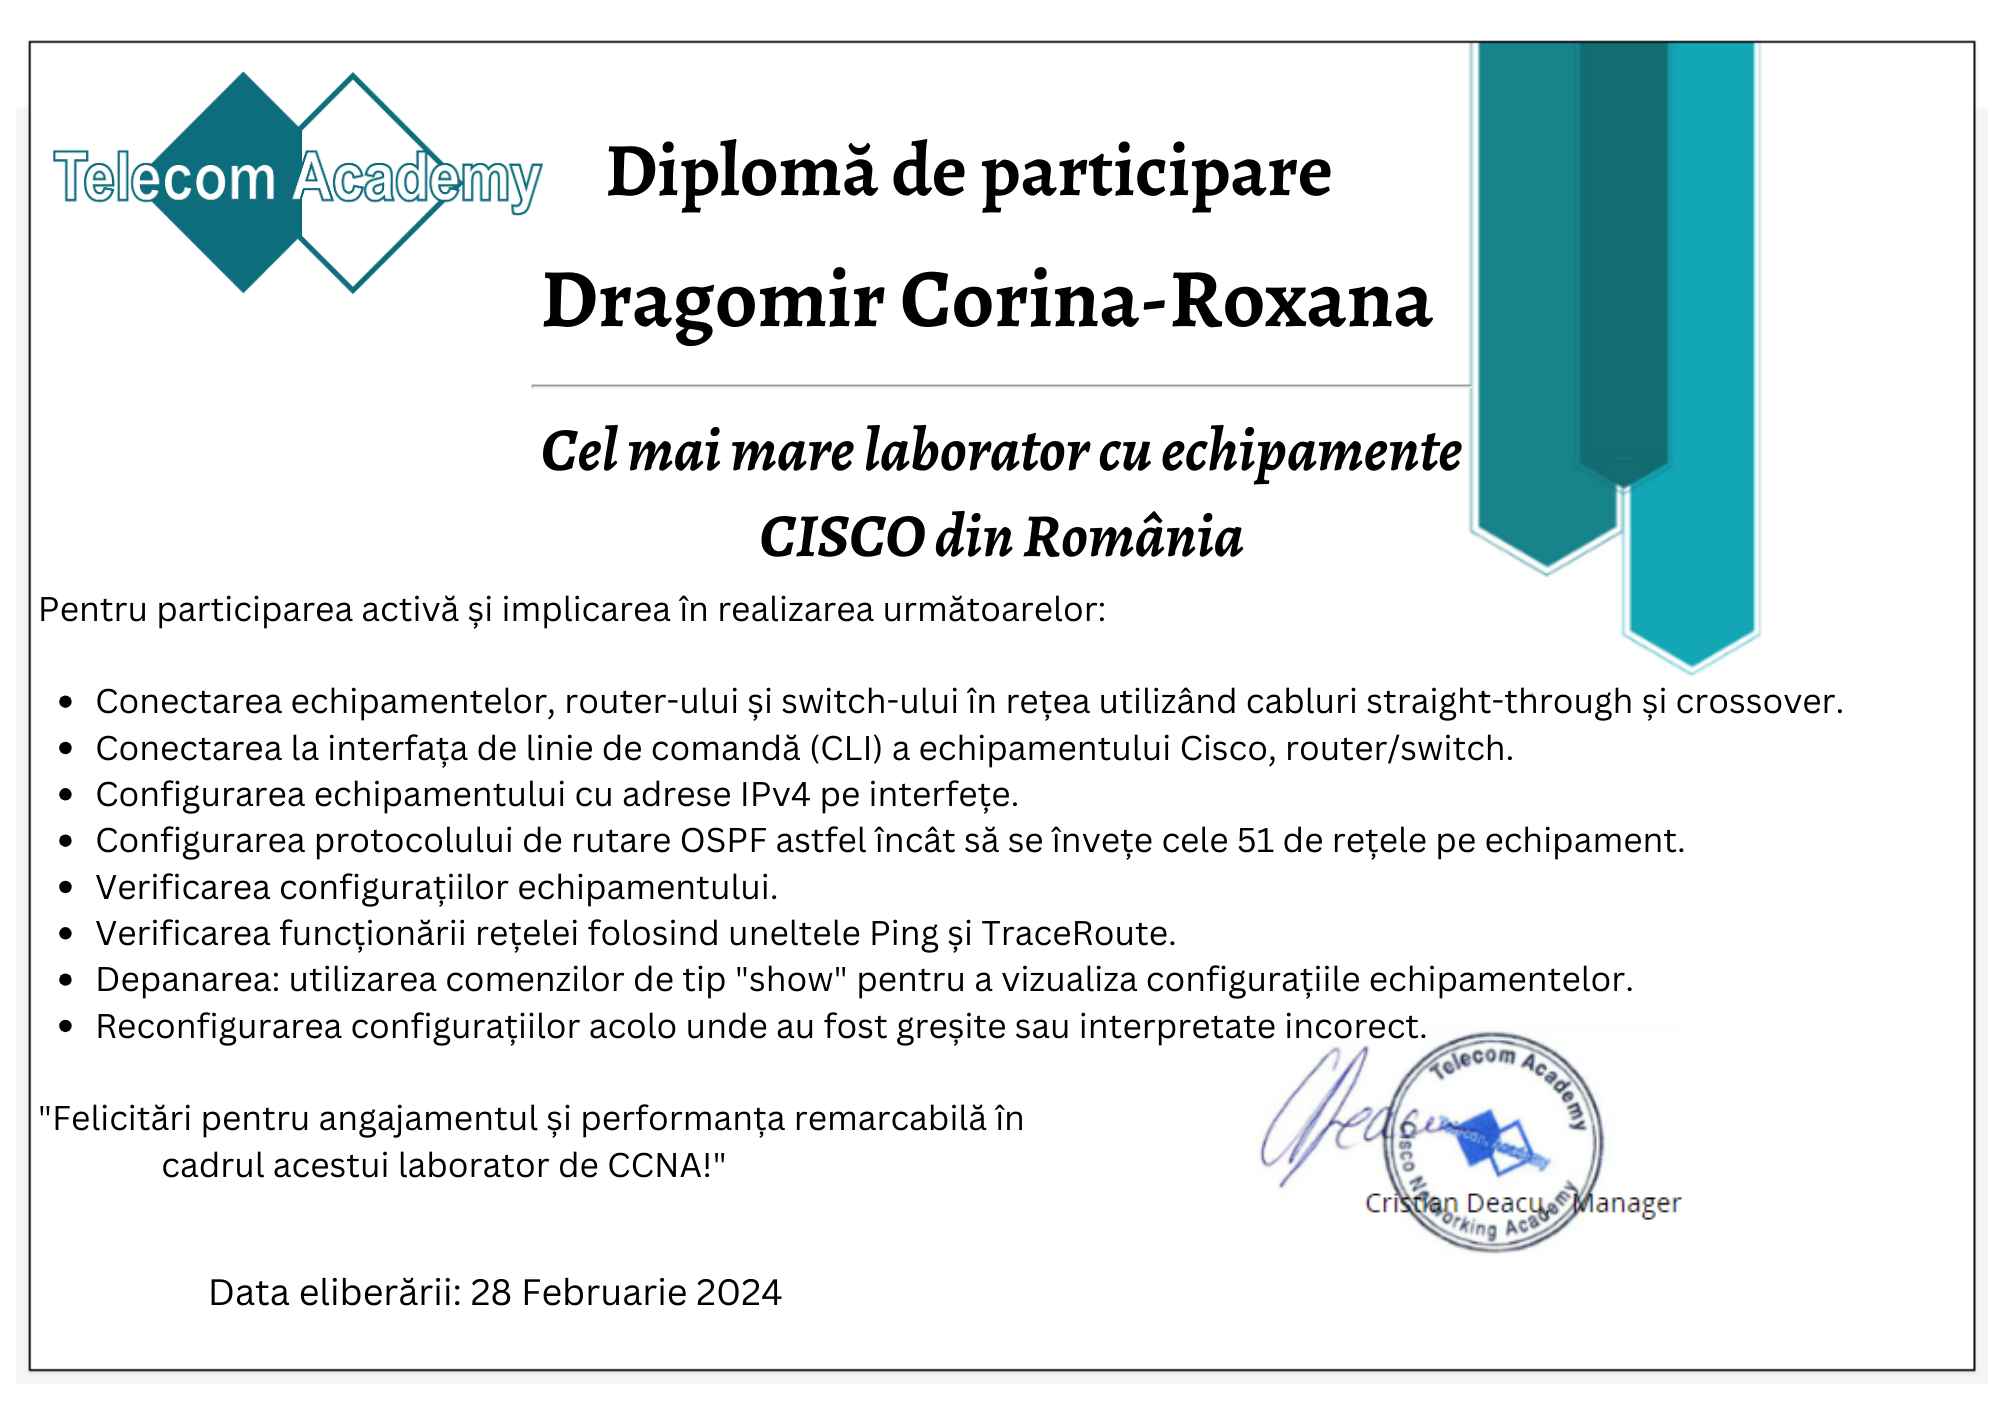 Telecom Academy
Diplomă de participare
Dragomir Corina-Roxana
Cel mai mare laborator cu echipamente
CISCO din România
Pentru participarea activă și implicarea în realizarea următoarelor:
• Conectarea echipamentelor, router-ului și switch-ului în rețea utilizând cabluri straight-through și crossover.
• Conectarea la interfața de linie de comandă (CLI) a echipamentului Cisco, router/switch.
• Configurarea echipamentului cu adrese IPv4 pe interfețe.
• Configurarea protocolului de rutare OSPF astfel încât să se învețe cele 51 de rețele pe echipament.
• Verificarea configurațiilor echipamentului.
• Verificarea funcționării rețelei folosind uneltele Ping și TraceRoute.
• Depanarea: utilizarea comenzilor de tip "show" pentru a vizualiza configurațiile echipamentelor.
• Reconfigurarea configurațiilor acolo unde au fost greșite sau interpretate incorect.
"Felicitări pentru angajamentul și performanța remarcabilă în
cadrul acestui laborator de CCNA!"
Telecom Academy
Telecom Academy
Cisco Networking Academy
Cristian Deacu, Manager
Data eliberării: 28 Februarie 2024